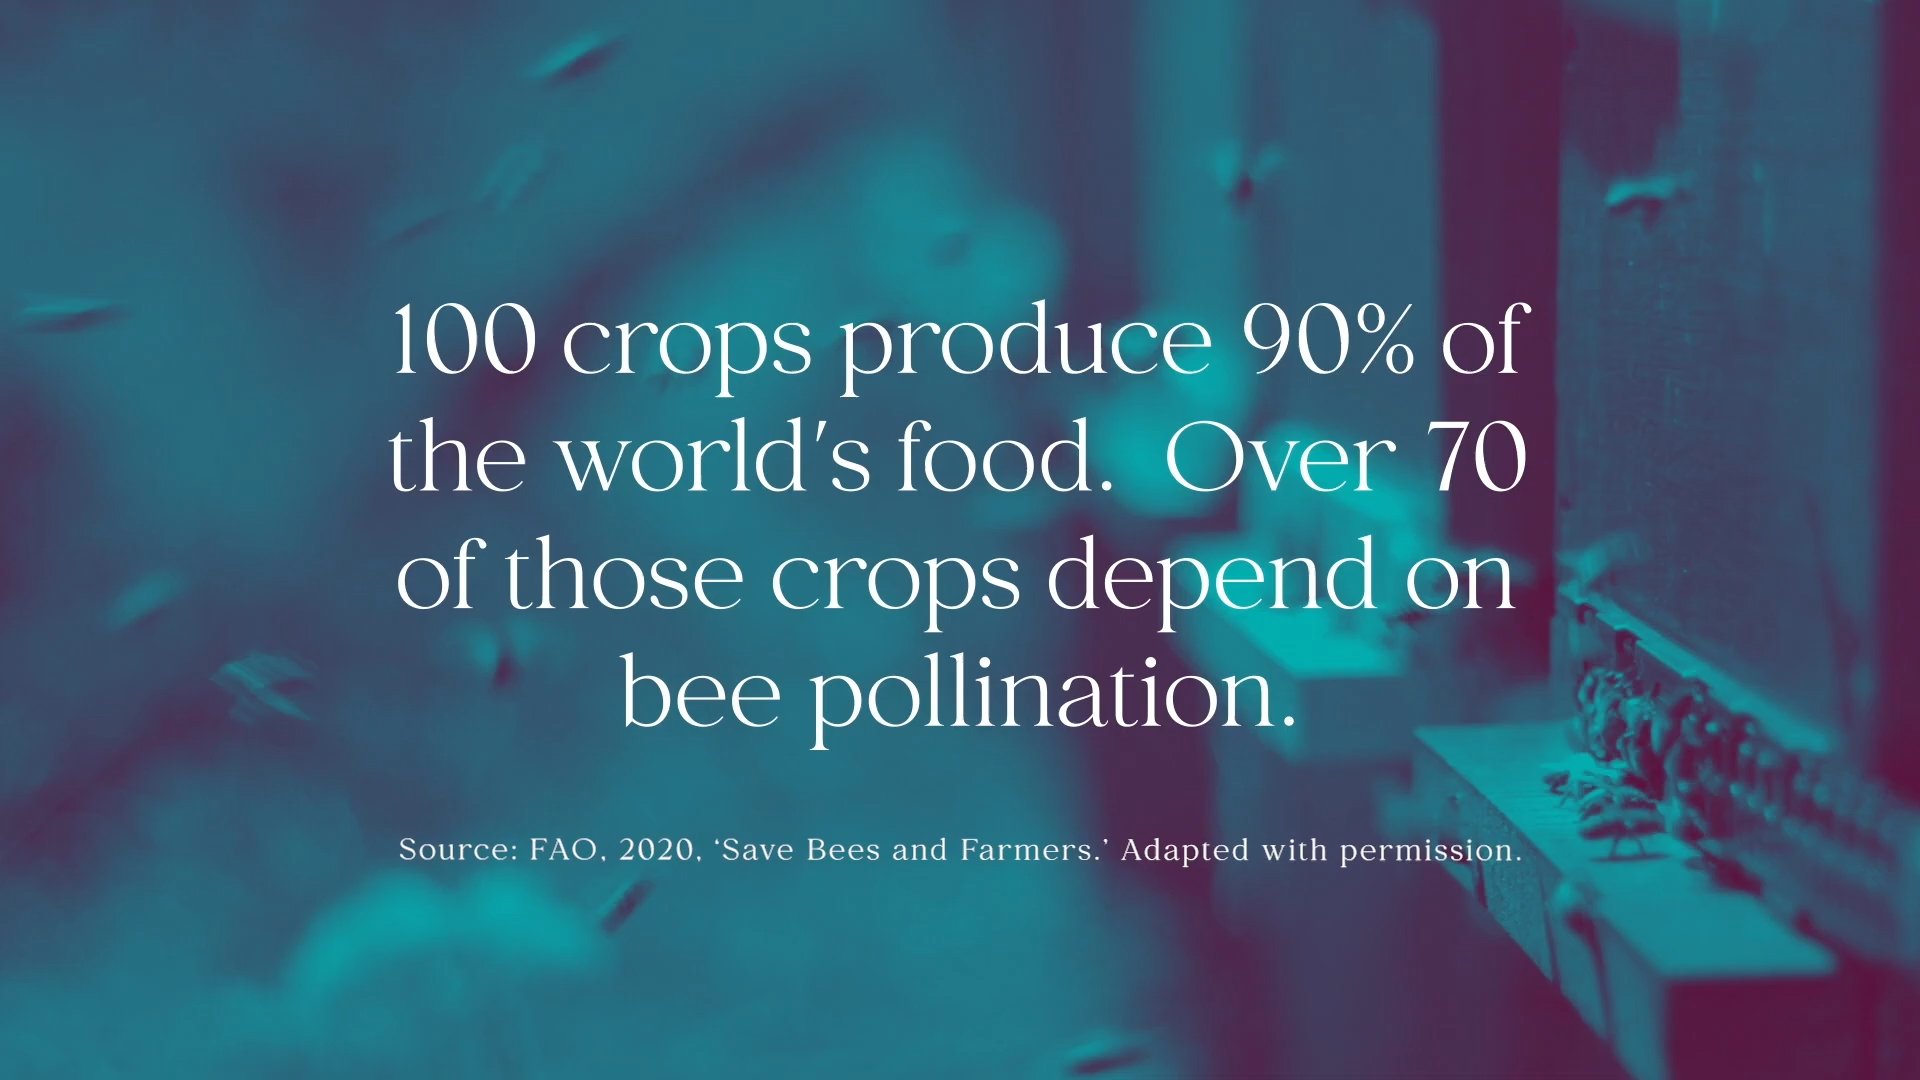 100 crops produce 90% of
the world's food.  Over 70
of those crops depend on
bee pollination.
Source: FAO, 2020, ‘Save Bees and Farmers.’ Adapted with permission.